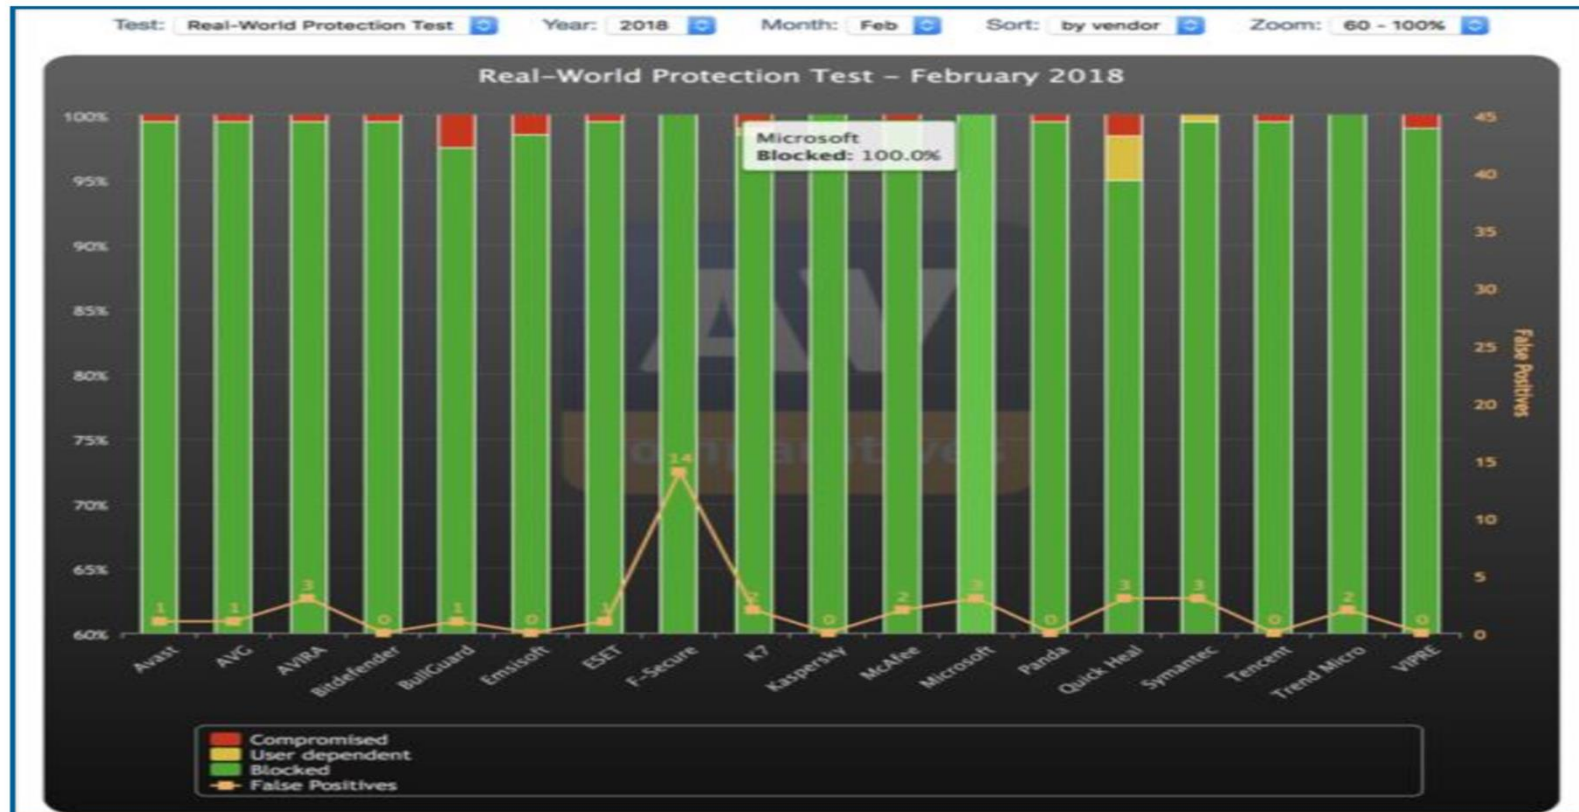 Test: Real-World Protection Test Year: 2018 Month: Feb Sort: by vendor Zoom: 60 - 100%
Real-World Protection Test - February 2018
100%
95%
90%
85%
80%
75%
70%
65%
60%
45
40
35
30
25
20
15
10
5
0
False Positives
Microsoft
Blocked: 100.0%
AV
comparatives
1 1 3 0 1 0 1 14 2 0 2 3 0 3 3 0 2 0
Avast
AVG
AVIRA
Bitdefender
BullGuard
Emsisoft
ESET
F-Secure
K7
Kaspersky
McAfee
Microsoft
Panda
Quick Heal
Symantec
Tencent
Trend Micro
VIPRE
Compromised
User dependent
Blocked
False Positives